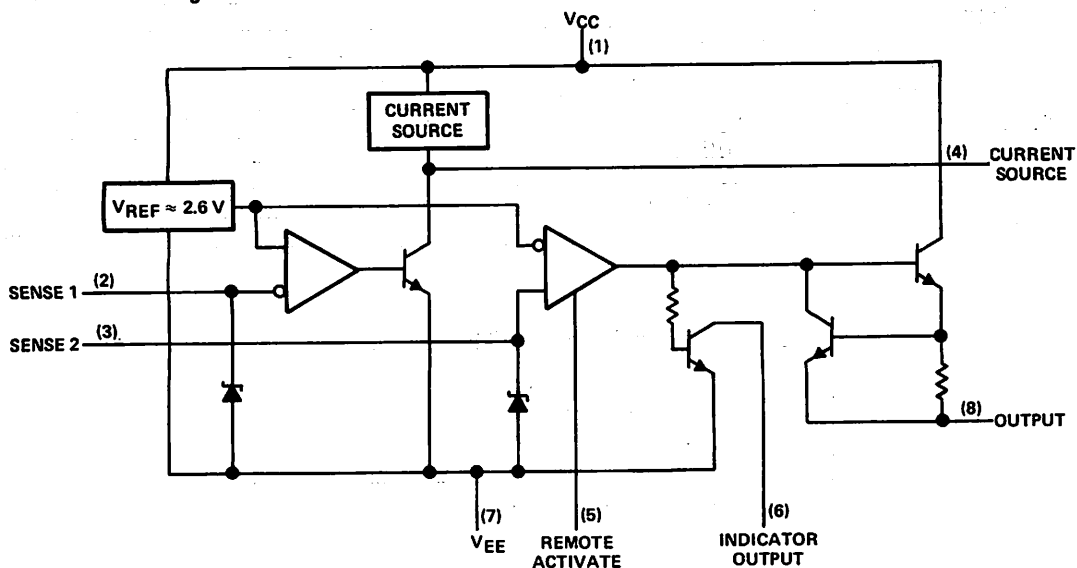 VCC
(1)
CURRENT
SOURCE
(4)
CURRENT
SOURCE
VREF ≈ 2.6 V
SENSE 1
(2)
SENSE 2
(3)
(8)
OUTPUT
(7)
VEE
(5)
REMOTE
ACTIVATE
(6)
INDICATOR
OUTPUT